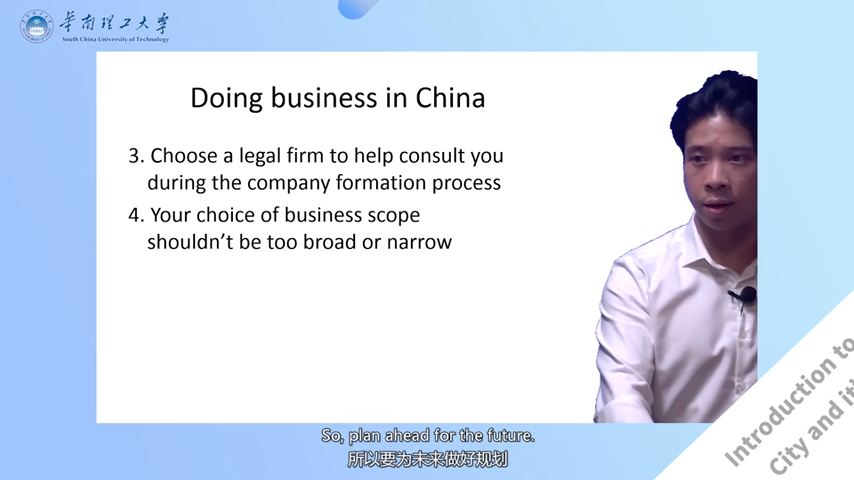 华南理工大学
South China University of Technology
Doing business in China
3. Choose a legal firm to help consult you
during the company formation process
4. Your choice of business scope
shouldn't be too broad or narrow
Introduction to
City and it'
So, plan ahead for the future.
所以要为未来做好规划